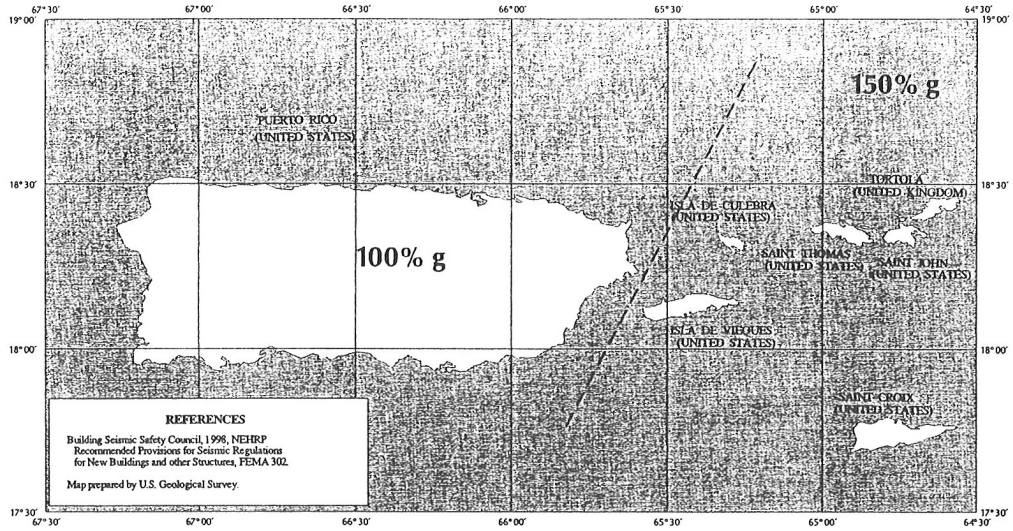 67° 30′ 67° 00′ 66° 30′ 66° 00′ 65° 30′ 65° 00′ 64° 30′
19° 00′ 19° 00′
150% g
PUERTO RICO
(UNITED STATES)
18° 30′ 18° 30′
TORTOLA
(UNITED KINGDOM)
ISLA DE CULEBRA
(UNITED STATES)
100% g
SAINT THOMAS
(UNITED STATES)
SAINT JOHN
(UNITED STATES)
ISLA DE VIEQUES
(UNITED STATES)
18° 00′ 18° 00′
SAINT CROIX
(UNITED STATES)
REFERENCES
Building Seismic Safety Council, 1998, NEHRP
Recommended Provisions for Seismic Regulations
for New Buildings and other Structures, FEMA 302.
Map prepared by U.S. Geological Survey.
17° 30′ 17° 30′
67° 30′ 67° 00′ 66° 30′ 66° 00′ 65° 30′ 65° 00′ 64° 30′